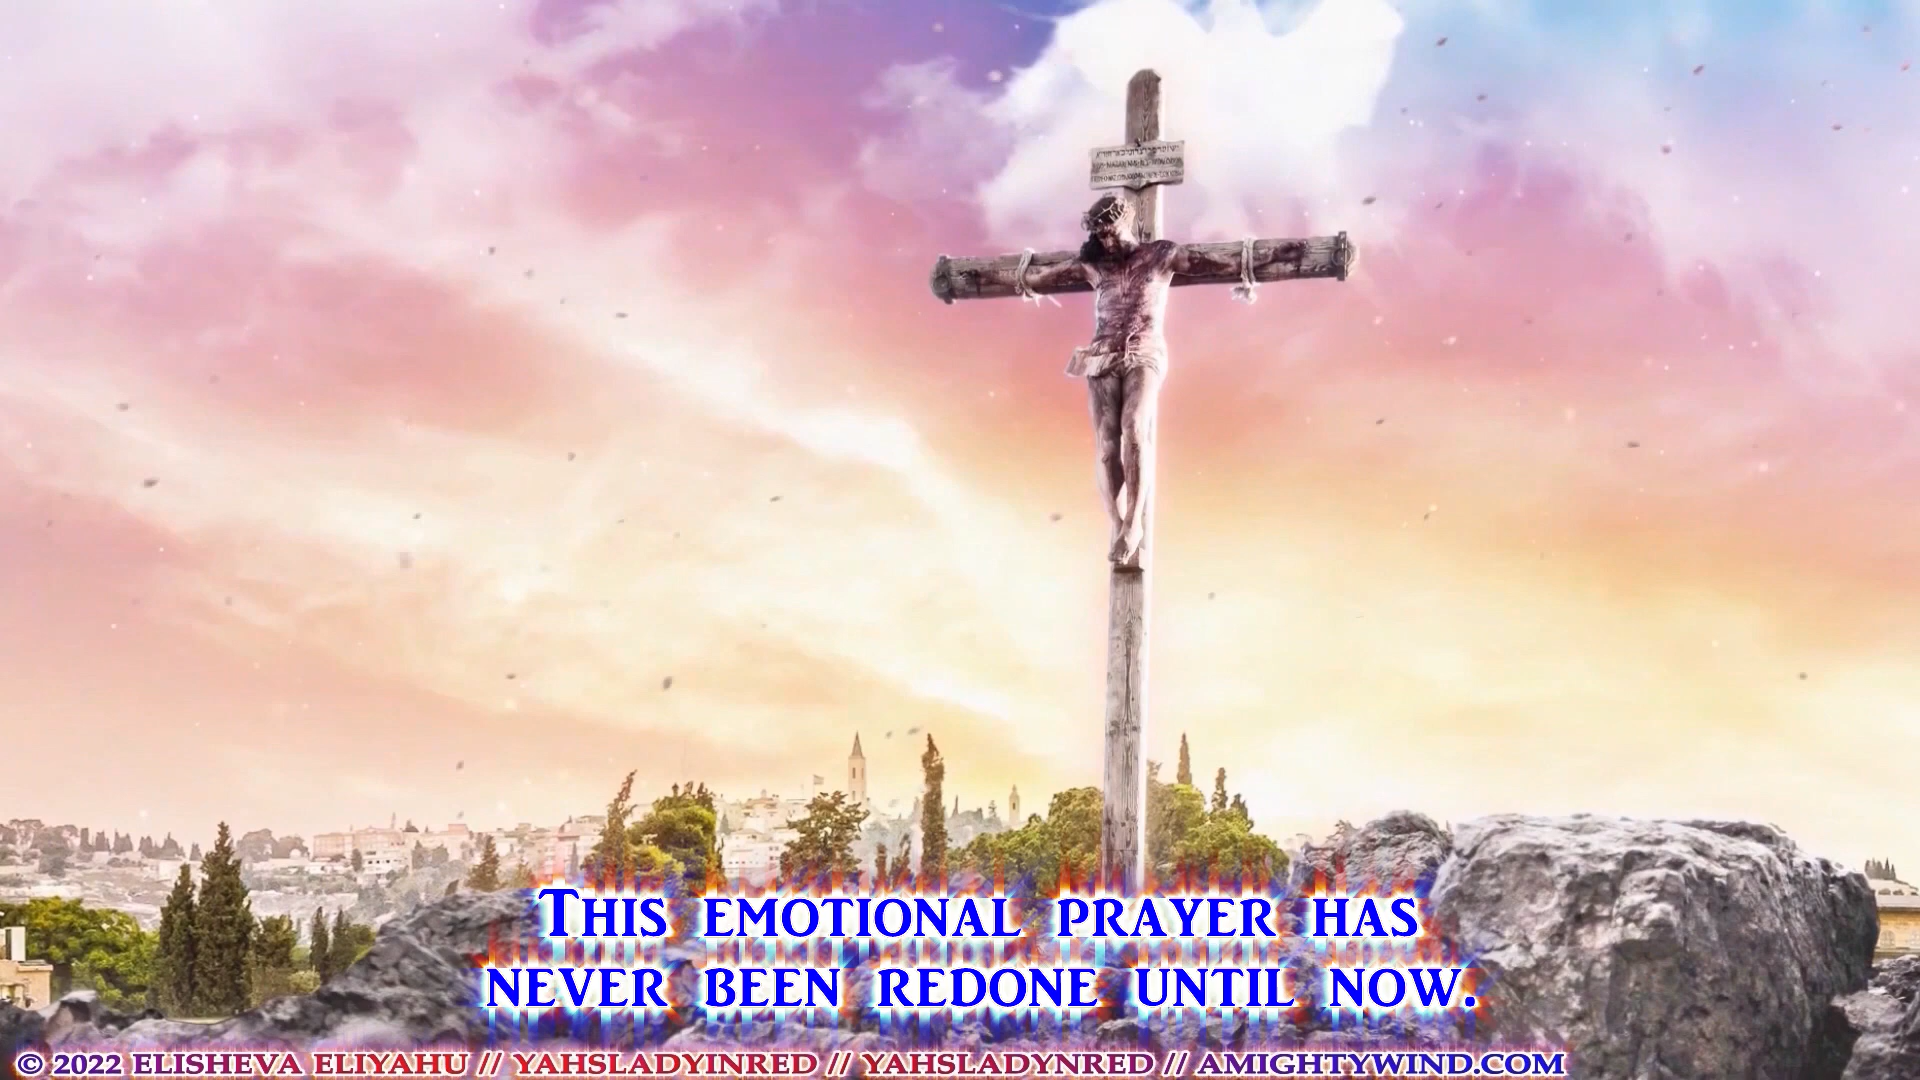 THIS EMOTIONAL PRAYER HAS
NEVER BEEN REDONE UNTIL NOW.
© 2022 ELISHEVA ELIYAHU // YAHSLADYINRED // YAHSLADYNRED // AMIGHTYWIND.COM